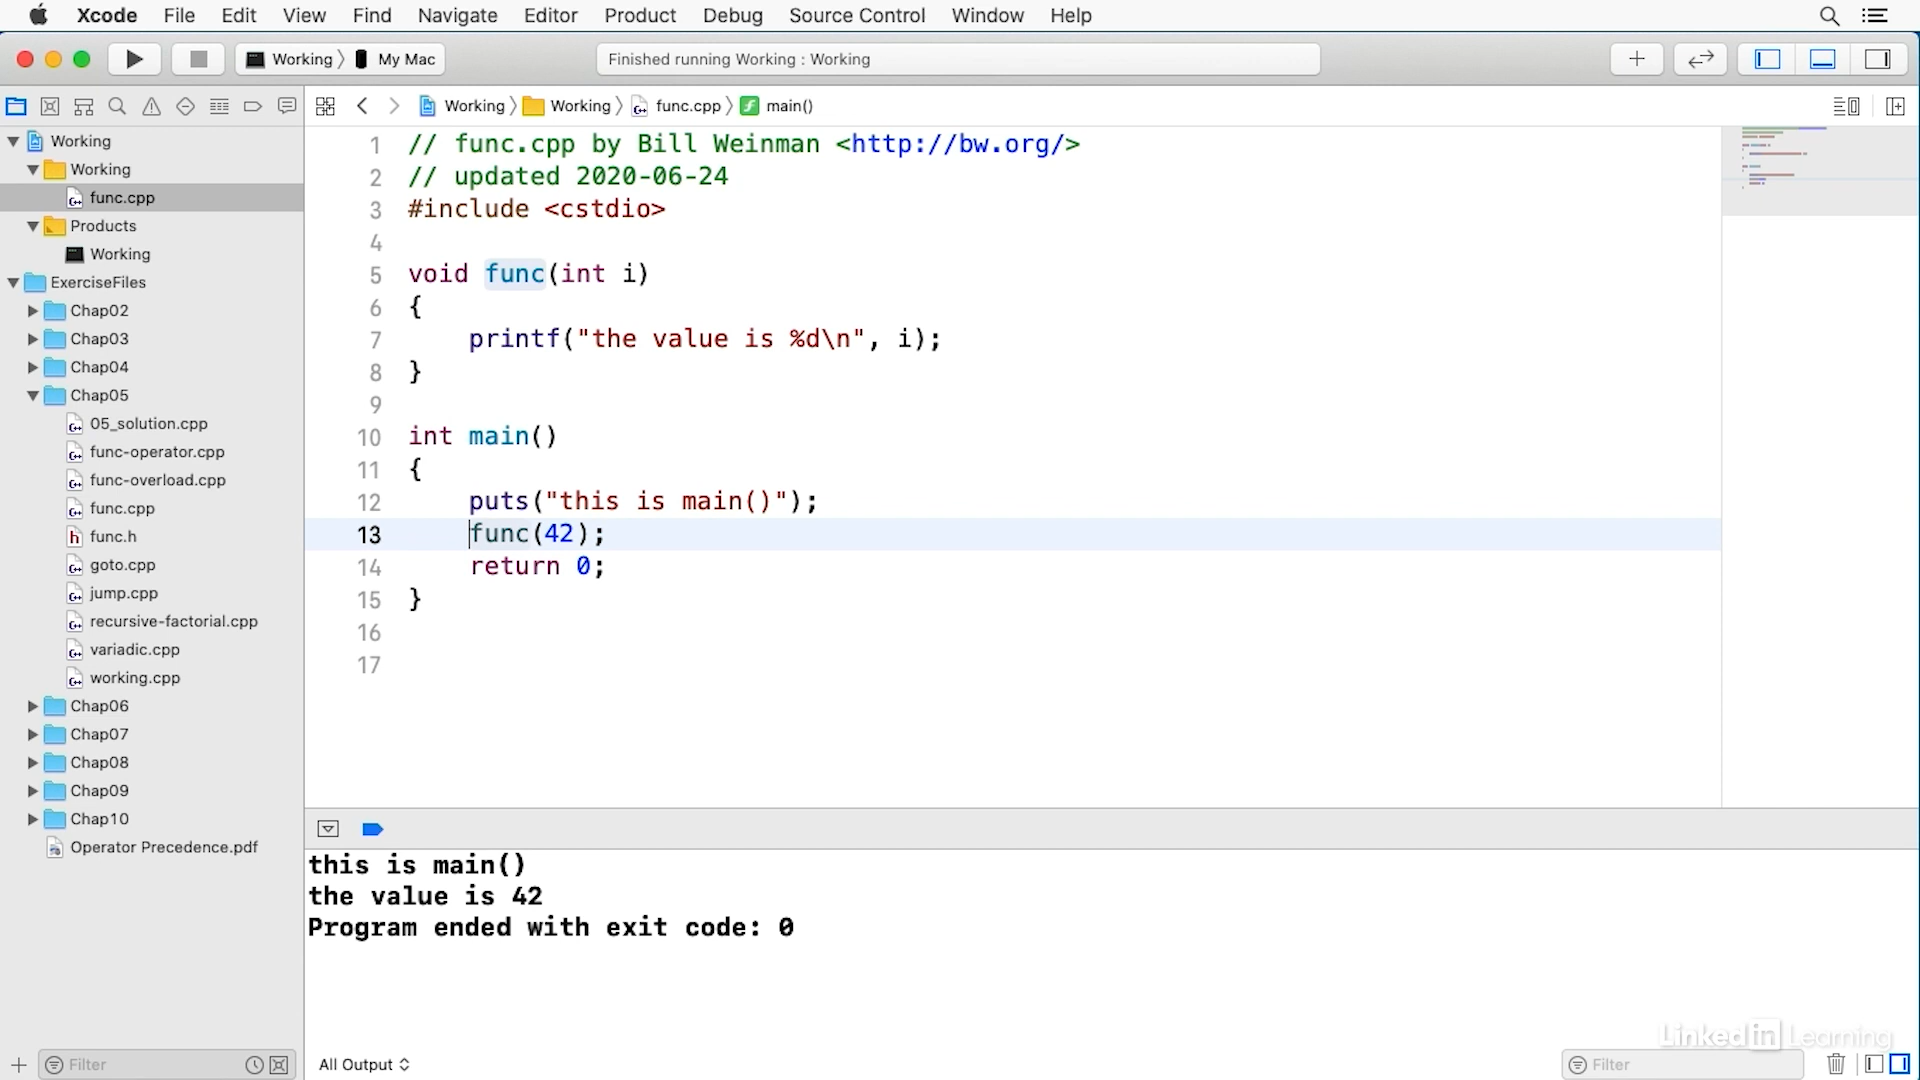 Xcode File Edit View Find Navigate Editor Product Debug Source Control Window Help
Working My Mac
Finished running Working : Working
Working Working func.cpp main()
Working
Working
func.cpp
Products
Working
ExerciseFiles
Chap02
Chap03
Chap04
Chap05
05_solution.cpp
func-operator.cpp
func-overload.cpp
func.cpp
func.h
goto.cpp
jump.cpp
recursive-factorial.cpp
variadic.cpp
working.cpp
Chap06
Chap07
Chap08
Chap09
Chap10
Operator Precedence.pdf
Filter
1 // func.cpp by Bill Weinman <http://bw.org/>
2 // updated 2020-06-24
3 #include <cstdio>
4
5 void func(int i)
6 {
7 printf("the value is %d\n", i);
8 }
9
10 int main()
11 {
12 puts("this is main()");
13 func(42);
14 return 0;
15 }
16
17
this is main()
the value is 42
Program ended with exit code: 0
All Output
Filter
Linked in Learning